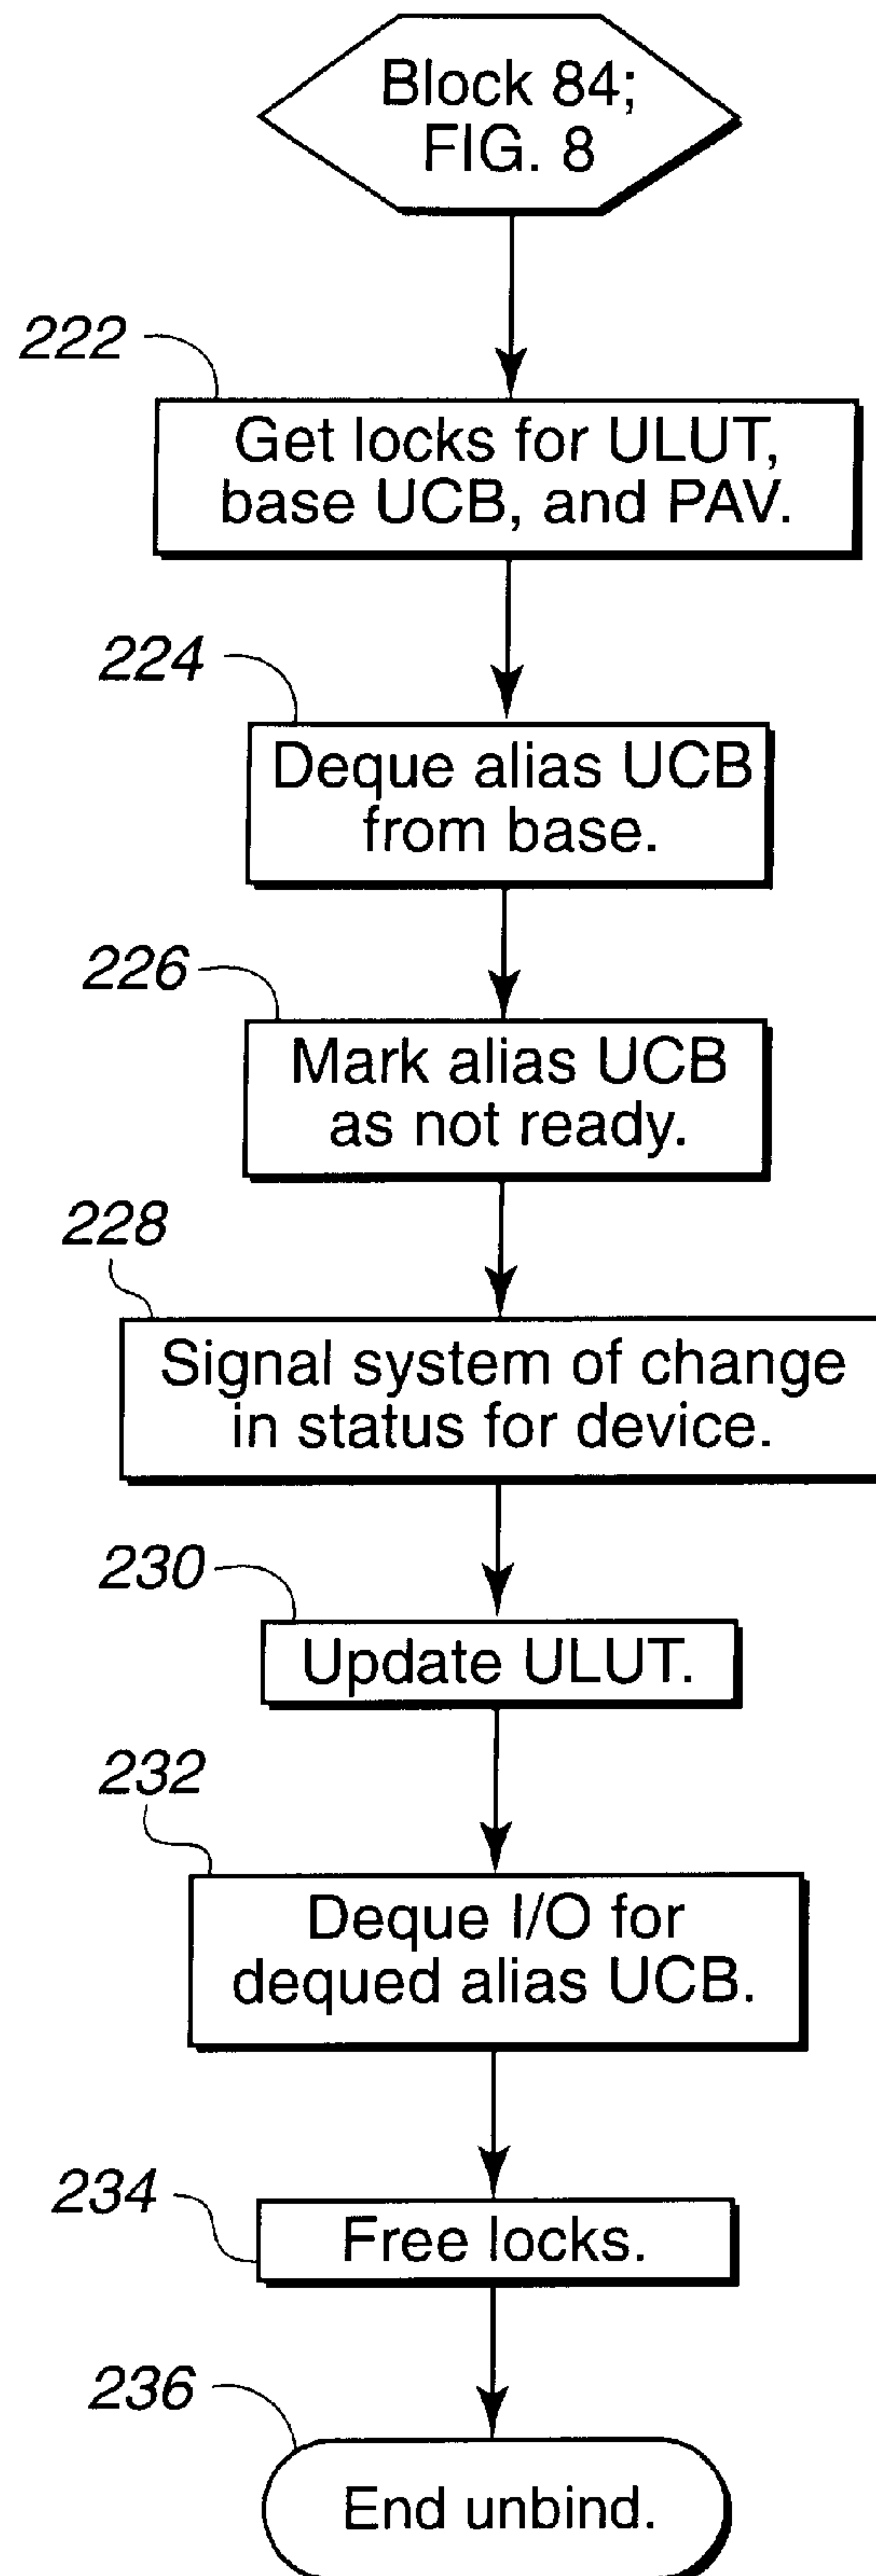 Block 84;
FIG. 8
222
Get locks for ULUT,
base UCB, and PAV.
224
Deque alias UCB
from base.
226
Mark alias UCB
as not ready.
228
Signal system of change
in status for device.
230
Update ULUT.
232
Deque I/O for
dequed alias UCB.
234
Free locks.
236
End unbind.